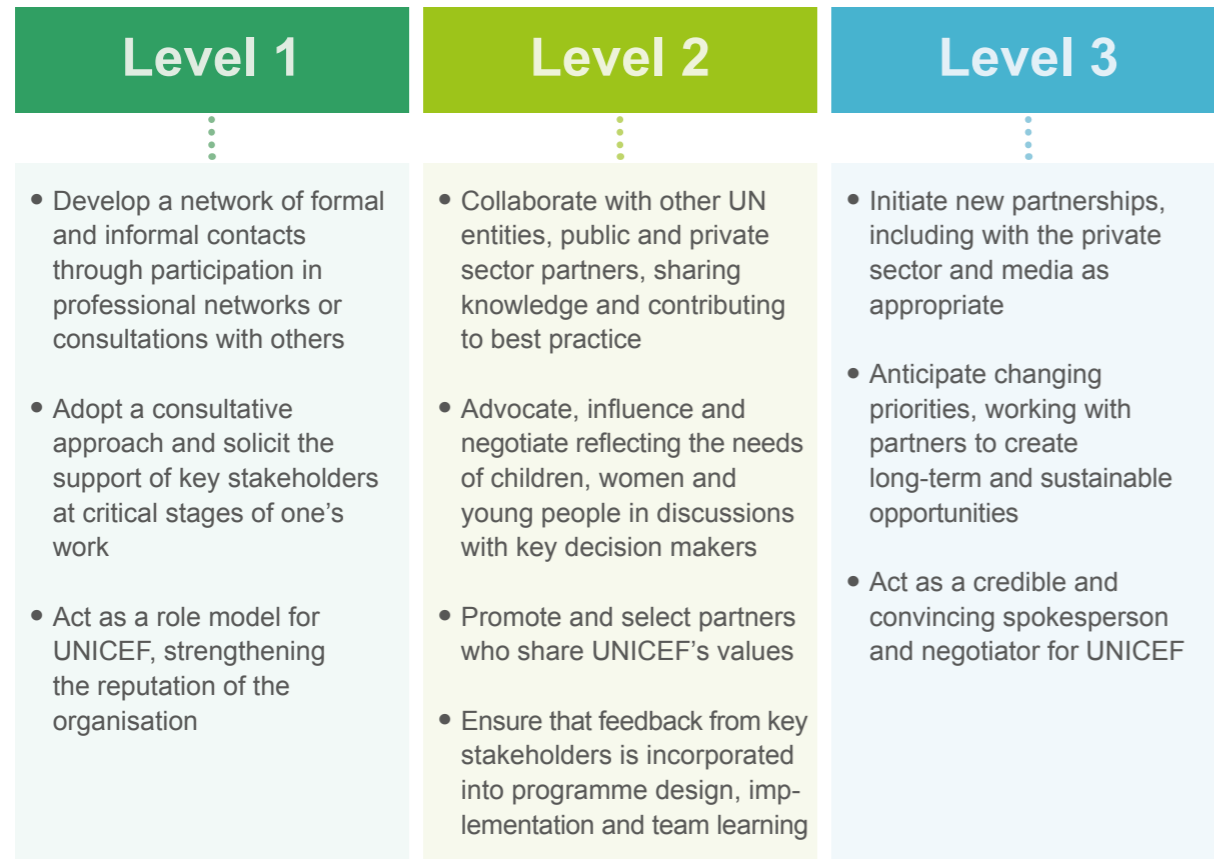 Level 1
• Develop a network of formal
and informal contacts
through participation in
professional networks or
consultations with others
• Adopt a consultative
approach and solicit the
support of key stakeholders
at critical stages of one’s
work
• Act as a role model for
UNICEF, strengthening
the reputation of the
organisation
Level 2
• Collaborate with other UN
entities, public and private
sector partners, sharing
knowledge and contributing
to best practice
• Advocate, influence and
negotiate reflecting the needs
of children, women and
young people in discussions
with key decision makers
• Promote and select partners
who share UNICEF’s values
• Ensure that feedback from key
stakeholders is incorporated
into programme design, imp-
lementation and team learning
Level 3
• Initiate new partnerships,
including with the private
sector and media as
appropriate
• Anticipate changing
priorities, working with
partners to create
long-term and sustainable
opportunities
• Act as a credible and
convincing spokesperson
and negotiator for UNICEF